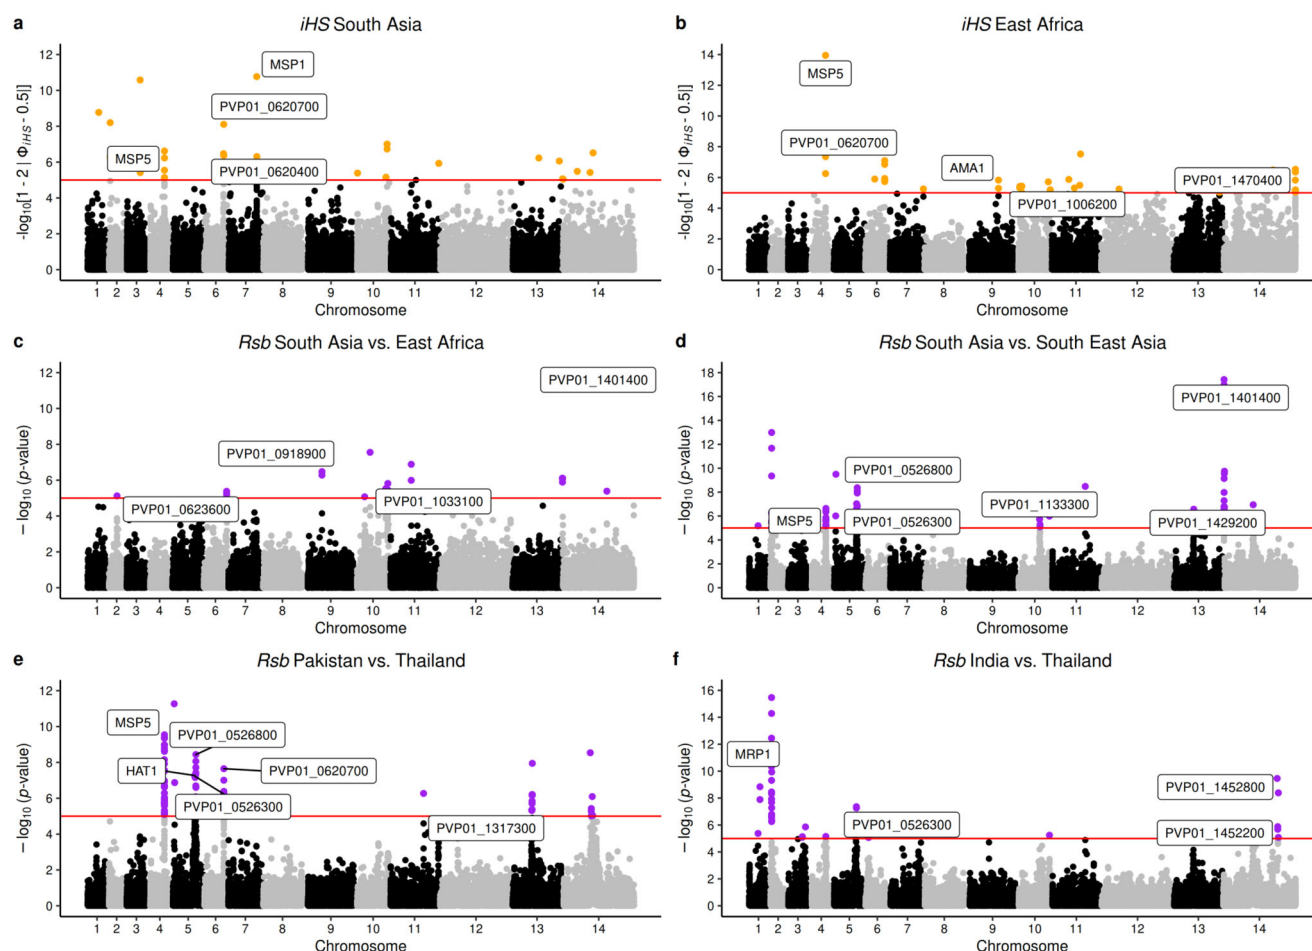 a
iHS South Asia
-log10[1 - 2 | ΦiHS - 0.5|]
12
10
8
6
4
2
0
MSP1
PVP01_0620700
MSP5
PVP01_0620400
1 2 3 4 5 6 7 8 9 10 11 12 13 14
Chromosome
b
iHS East Africa
-log10[1 - 2 | ΦiHS - 0.5|]
14
12
10
8
6
4
2
0
MSP5
PVP01_0620700
AMA1
PVP01_1470400
PVP01_1006200
1 2 3 4 5 6 7 8 9 10 11 12 13 14
Chromosome
c
Rsb South Asia vs. East Africa
− log10 (p-value)
12
10
8
6
4
2
0
PVP01_1401400
PVP01_0918900
PVP01_0623600
PVP01_1033100
1 2 3 4 5 6 7 8 9 10 11 12 13 14
Chromosome
d
Rsb South Asia vs. South East Asia
− log10 (p-value)
18
16
14
12
10
8
6
4
2
0
PVP01_1401400
PVP01_0526800
PVP01_1133300
MSP5
PVP01_0526300
PVP01_1429200
1 2 3 4 5 6 7 8 9 10 11 12 13 14
Chromosome
e
Rsb Pakistan vs. Thailand
− log10 (p-value)
12
10
8
6
4
2
0
MSP5
PVP01_0526800
HAT1
PVP01_0620700
PVP01_0526300
PVP01_1317300
1 2 3 4 5 6 7 8 9 10 11 12 13 14
Chromosome
f
Rsb India vs. Thailand
− log10 (p-value)
16
14
12
10
8
6
4
2
0
MRP1
PVP01_1452800
PVP01_0526300
PVP01_1452200
1 2 3 4 5 6 7 8 9 10 11 12 13 14
Chromosome